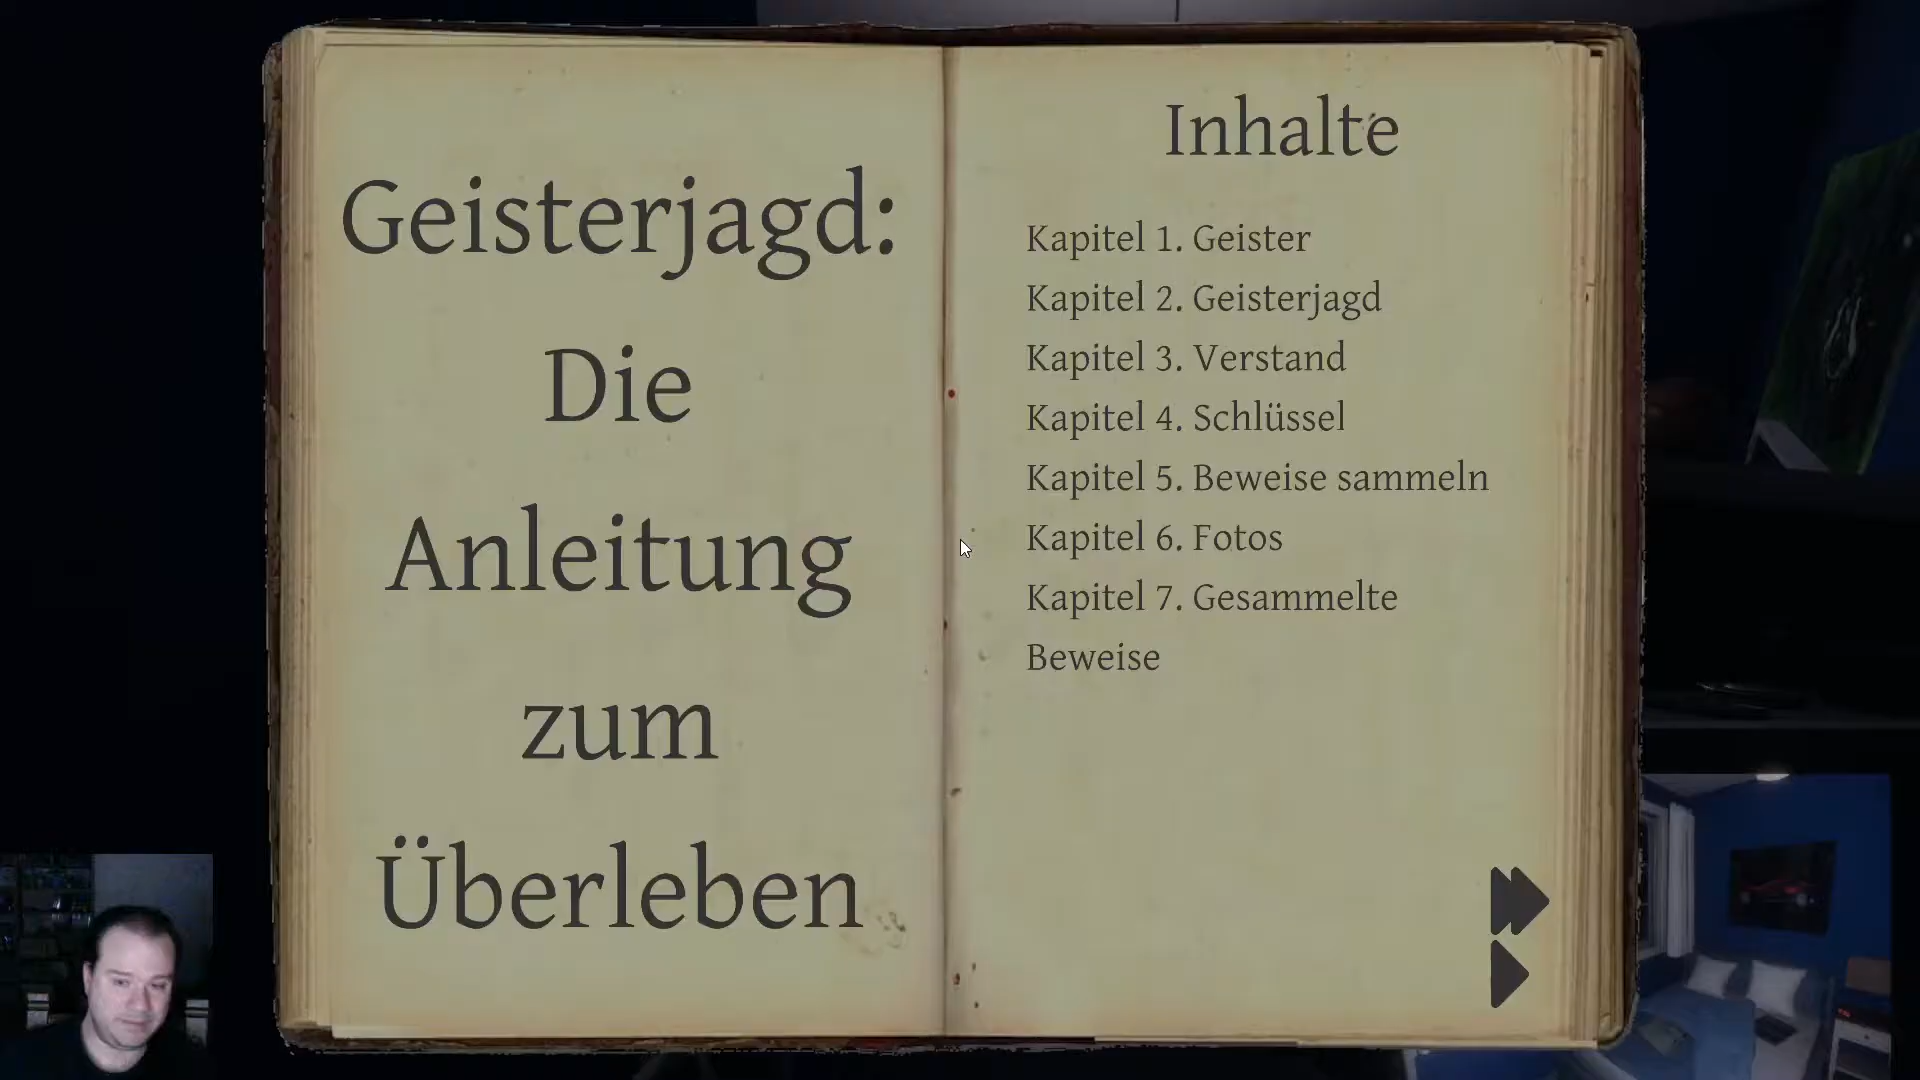 Geisterjagd:
Die
Anleitung
zum
Überleben
Inhalte
Kapitel 1. Geister
Kapitel 2. Geisterjagd
Kapitel 3. Verstand
Kapitel 4. Schlüssel
Kapitel 5. Beweise sammeln
Kapitel 6. Fotos
Kapitel 7. Gesammelte
Beweise